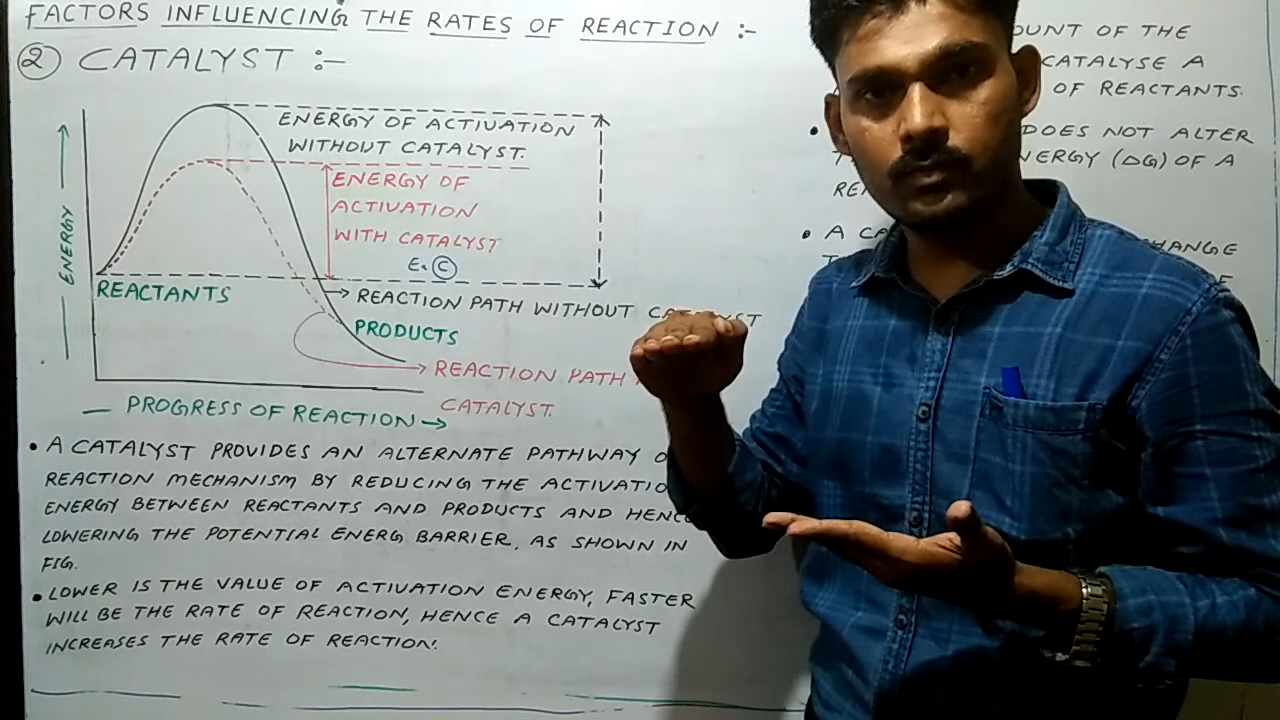 FACTORS INFLUENCING THE RATES OF REACTION :-
② CATALYST :-
ENERGY OF ACTIVATION
WITHOUT CATALYST.
ENERGY OF
ACTIVATION
WITH CATALYST
©
ENERGY
REACTANTS
REACTION PATH WITHOUT
PRODUCTS
REACTION PATH
CATALYST.
PROGRESS OF REACTION
• A CATALYST PROVIDES AN ALTERNATE PATHWAY
REACTION MECHANISM BY REDUCING THE
ENERGY BETWEEN REACTANTS AND PRODUCTS AND HENCE
LOWERING THE POTENTIAL ENERG BARRIER. AS SHOWN IN
FIG.
• LOWER IS THE VALUE OF ACTIVATION ENERGY, FASTER
WILL BE THE RATE OF REACTION, HENCE A CATALYST
INCREASES THE RATE OF REACTION.
OF THE
CATALYSE A
OF REACTANTS.
• DOES NOT ALTER
(ΔG) OF A
• A